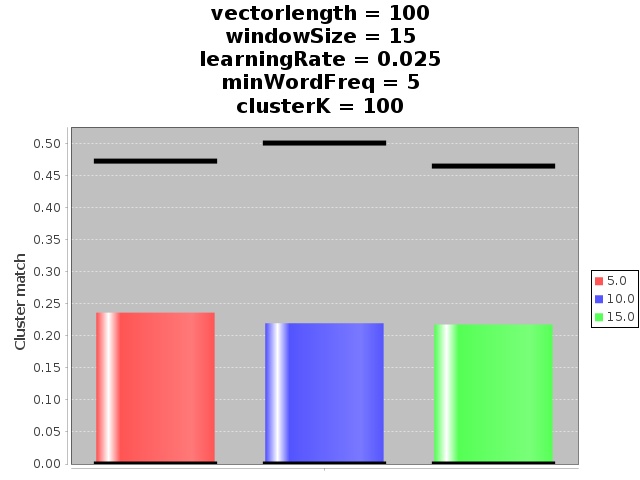 vectorlength = 100
windowSize = 15
learningRate = 0.025
minWordFreq = 5
clusterK = 100
Cluster match
0.50
0.45
0.40
0.35
0.30
0.25
0.20
0.15
0.10
0.05
0.00
5.0
10.0
15.0